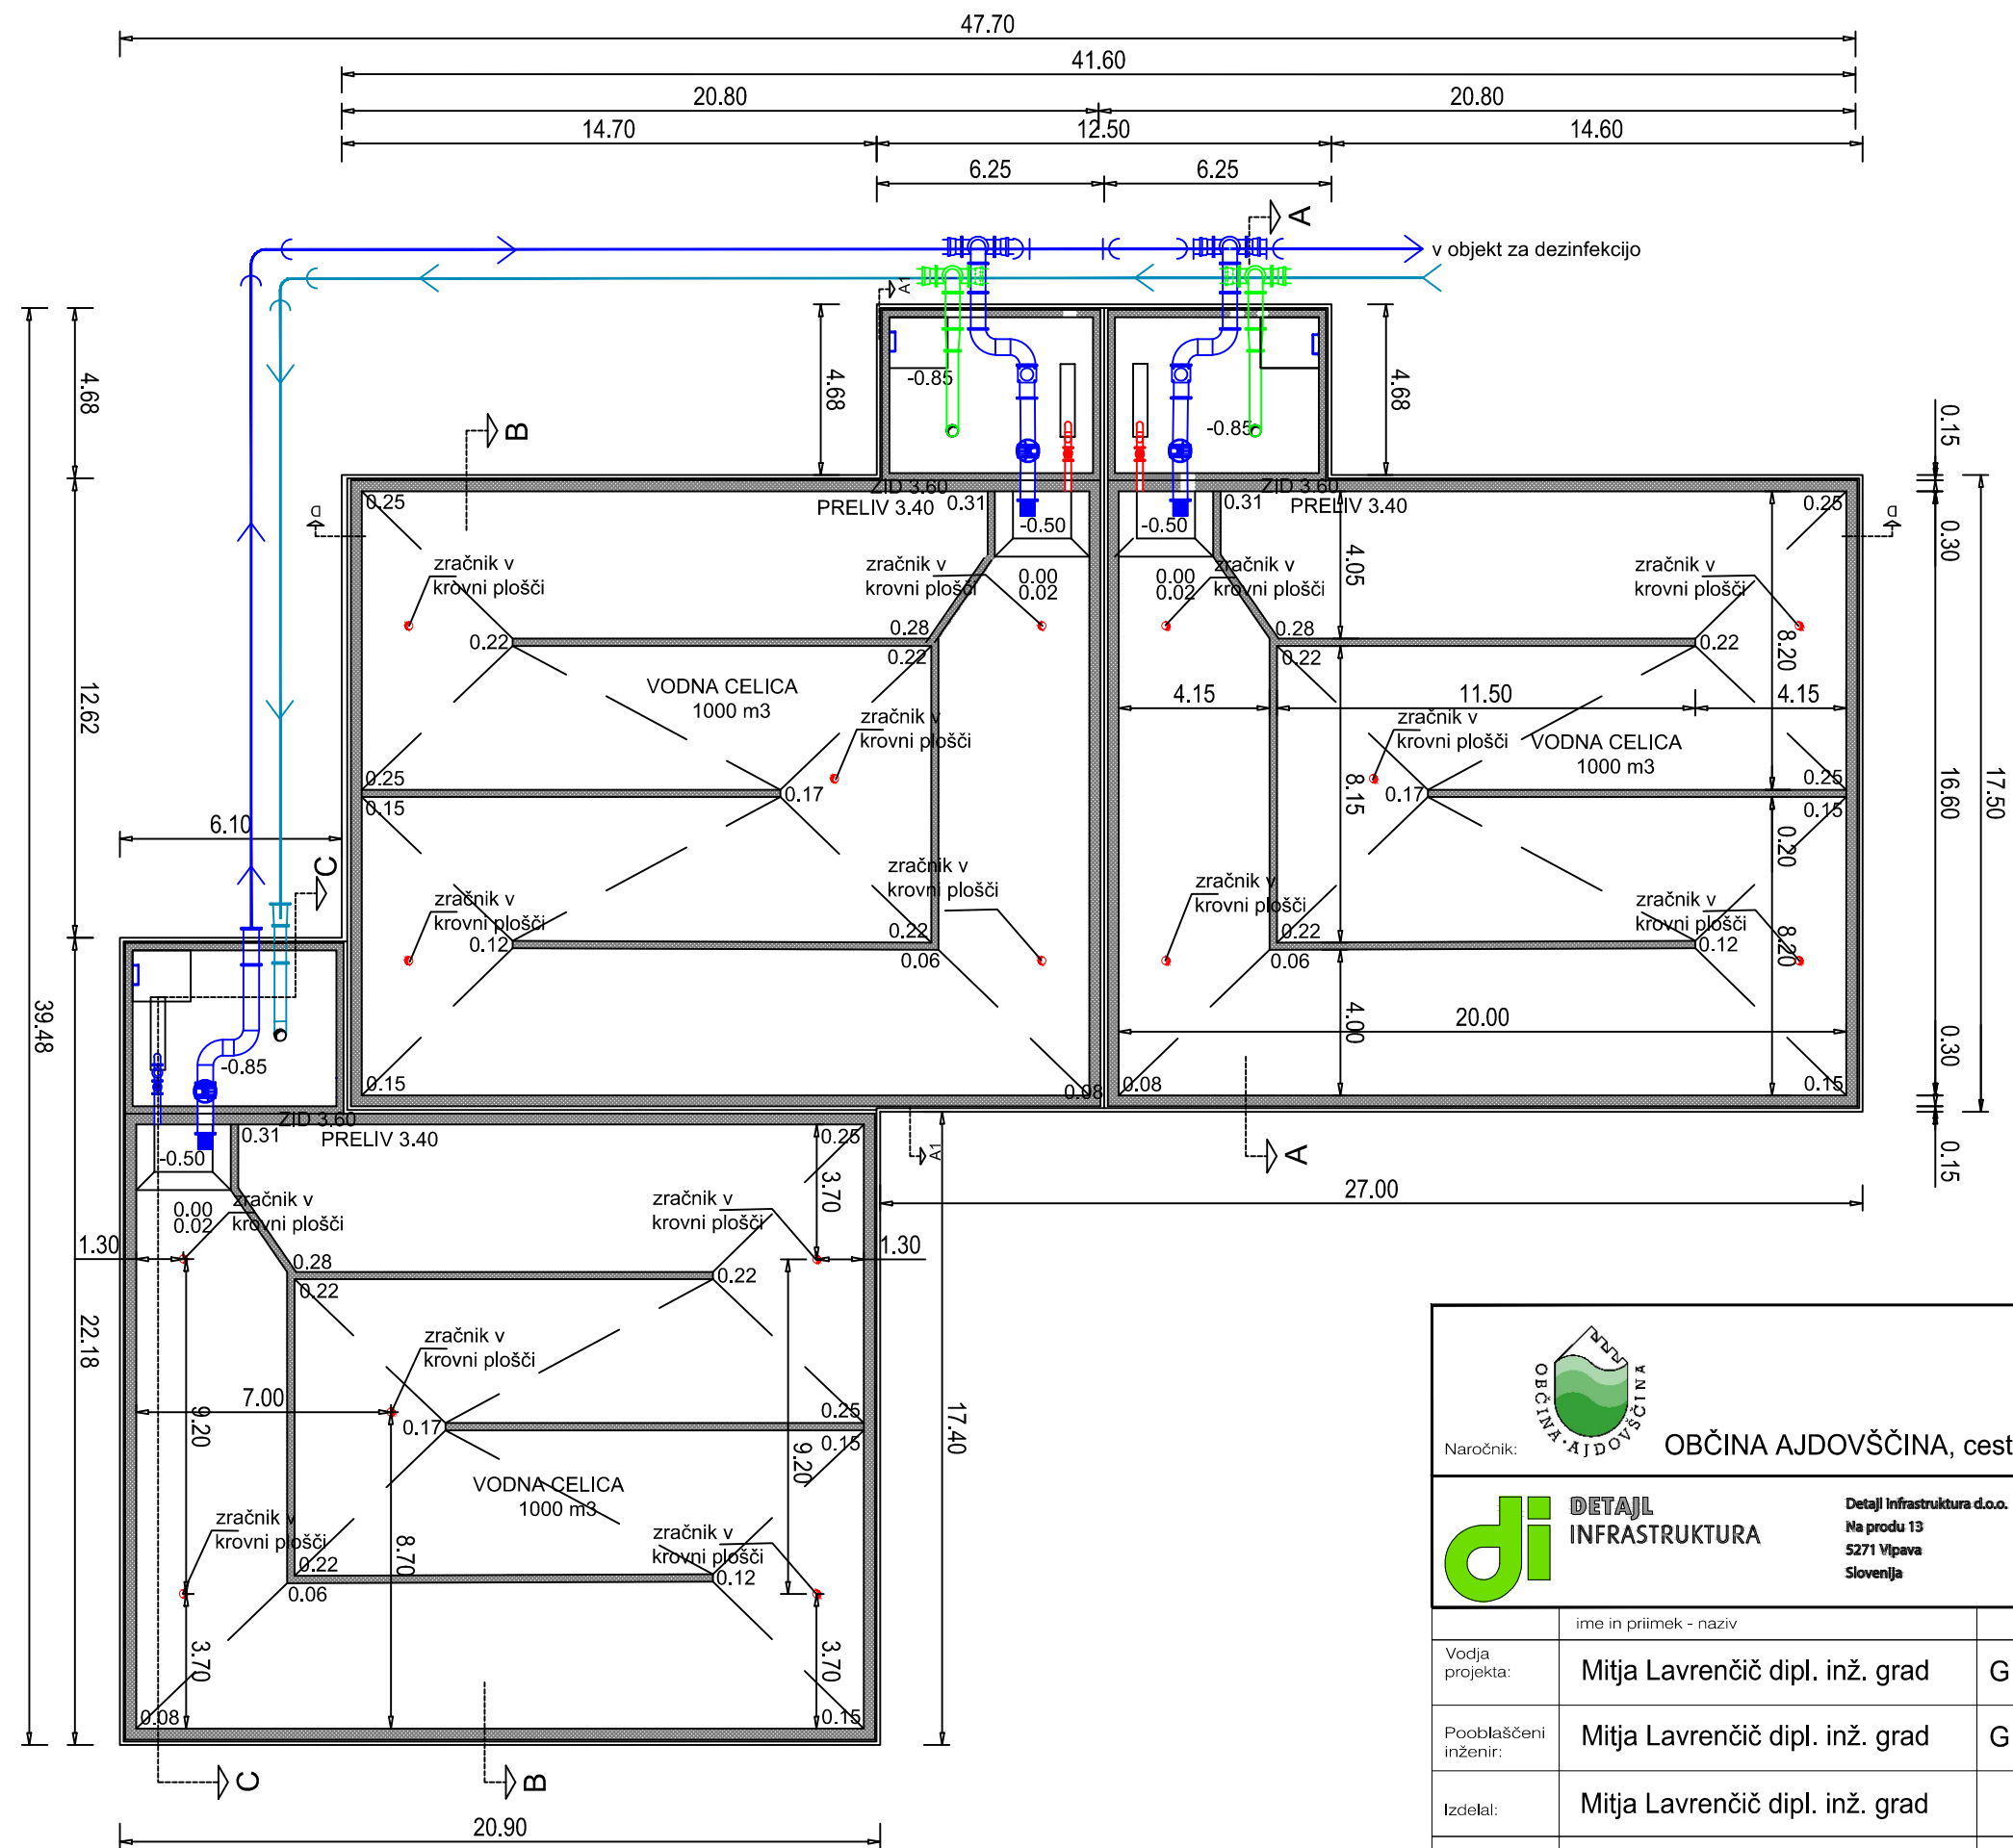 47.70
41.60
20.80
20.80
14.70
12.50
14.60
6.25
6.25
A
v objekt za dezinfekcijo
A1
4.68
4.68
4.68
-0.85
-0.85
B
0.15
ZID 3.60
PRELIV 3.40
0.31
ZID 3.60
PRELIV 3.40
0.31
0.25
0.25
D
D
-0.50
-0.50
4.05
0.30
zračnik v
krovni plošči
zračnik v
krovni plošči
0.00
0.02
0.00
0.02
zračnik v
krovni plošči
zračnik v
krovni plošči
0.22
0.28
0.22
0.28
0.22
0.22
8.20
12.62
VODNA CELICA
1000 m3
4.15
11.50
4.15
zračnik v
krovni plošči
zračnik v
krovni plošči
VODNA CELICA
1000 m3
0.25
0.15
0.17
8.15
0.17
0.25
0.15
16.60
17.50
6.10
0.20
C
zračnik v
krovni plošči
zračnik v
krovni plošči
zračnik v
krovni plošči
zračnik v
krovni plošči
0.12
0.22
0.06
0.22
0.06
0.12
8.20
39.48
4.00
20.00
0.30
-0.85
0.15
0.08
0.08
0.15
ZID 3.60
PRELIV 3.40
0.31
0.25
A1
A
0.15
-0.50
3.70
27.00
0.00
0.02
zračnik v
krovni plošči
zračnik v
krovni plošči
1.30
1.30
0.28
0.22
0.22
22.18
zračnik v
krovni plošči
7.00
9.20
0.17
0.25
0.15
9.20
17.40
VODNA CELICA
1000 m3
zračnik v
krovni plošči
8.70
zračnik v
krovni plošči
0.22
0.06
0.12
3.70
3.70
0.08
0.15
C
B
20.90
OBČINA · AJDOVŠČINA
Naročnik:
OBČINA AJDOVŠČINA, cest
di
DETAJL
INFRASTRUKTURA
Detajl infrastruktura d.o.o.
Na produ 13
5271 Vipava
Slovenija
ime in priimek - naziv
Vodja
projekta:
Mitja Lavrenčič dipl. inž. grad
G
Pooblaščeni
inženir:
Mitja Lavrenčič dipl. inž. grad
G
Izdelal:
Mitja Lavrenčič dipl. inž. grad